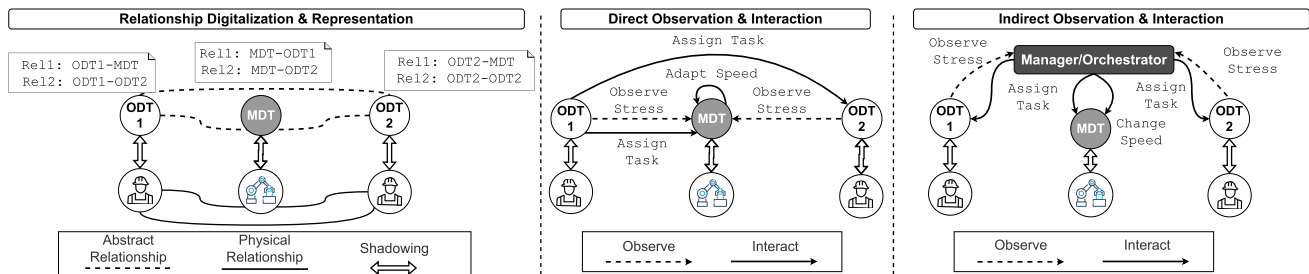 Relationship Digitalization & Representation
Rel1: ODT1-MDT
Rel2: ODT1-ODT2
Rel1: MDT-ODT1
Rel2: MDT-ODT2
Rel1: ODT2-MDT
Rel2: ODT2-ODT2
ODT
1
MDT
ODT
2
Abstract
Relationship
Physical
Relationship
Shadowing
Direct Observation & Interaction
Assign Task
Adapt Speed
Observe
Stress
Observe
Stress
ODT
1
MDT
ODT
2
Assign
Task
Observe
Interact
Indirect Observation & Interaction
Observe
Stress
Manager/Orchestrator
Observe
Stress
Assign
Task
Assign
Task
ODT
1
MDT
Change
Speed
ODT
2
Observe
Interact